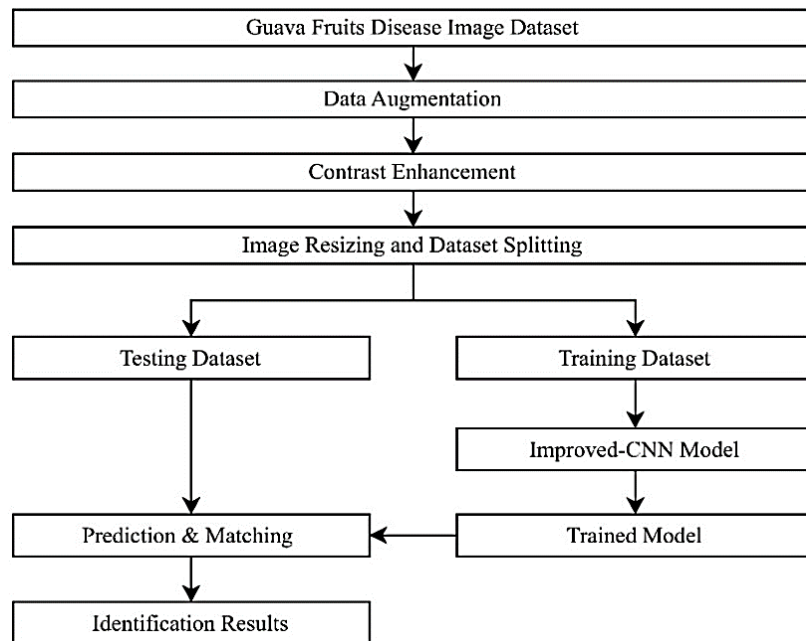 Guava Fruits Disease Image Dataset
Data Augmentation
Contrast Enhancement
Image Resizing and Dataset Splitting
Testing Dataset
Training Dataset
Improved-CNN Model
Prediction & Matching
Trained Model
Identification Results